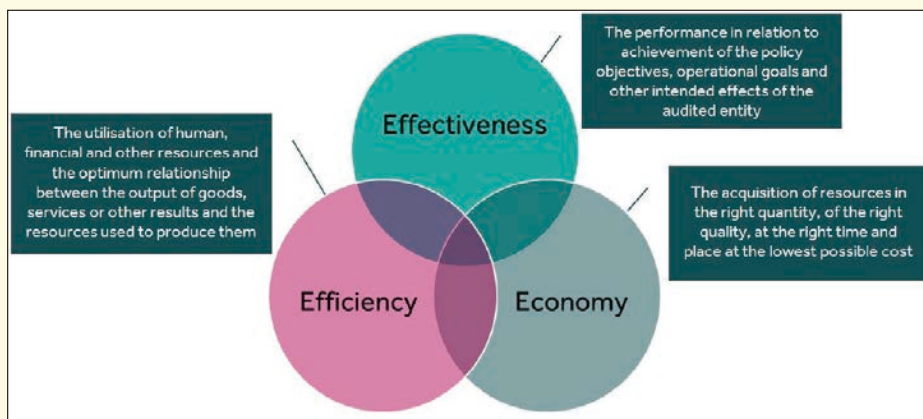 The performance in relation to
achievement of the policy
objectives, operational goals and
other intended effects of the
audited entity
Effectiveness
The utilisation of human,
financial and other resources and
the optimum relationship
between the output of goods,
services or other results and the
resources used to produce them
The acquisition of resources in
the right quantity, of the right
quality, at the right time and
place at the lowest possible cost
Efficiency
Economy